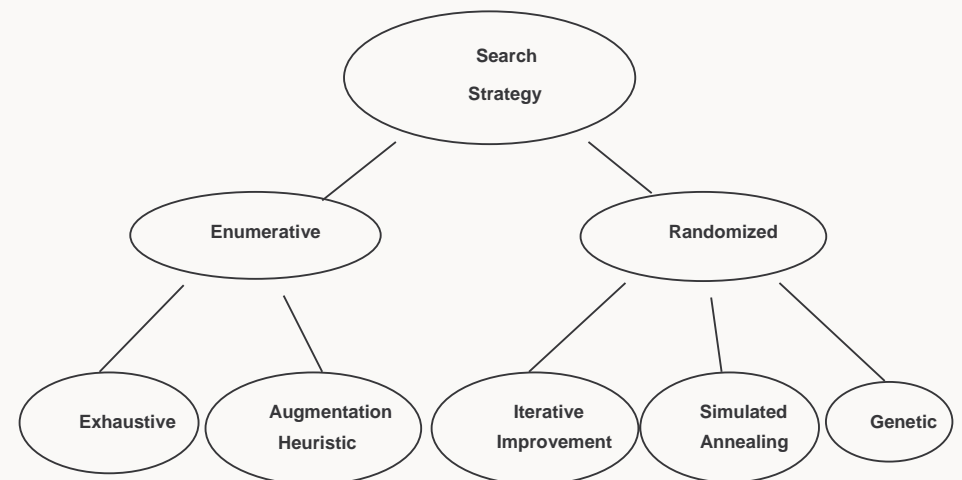 Search
Strategy
Enumerative
Randomized
Exhaustive
Augmentation
Heuristic
Iterative
Improvement
Simulated
Annealing
Genetic